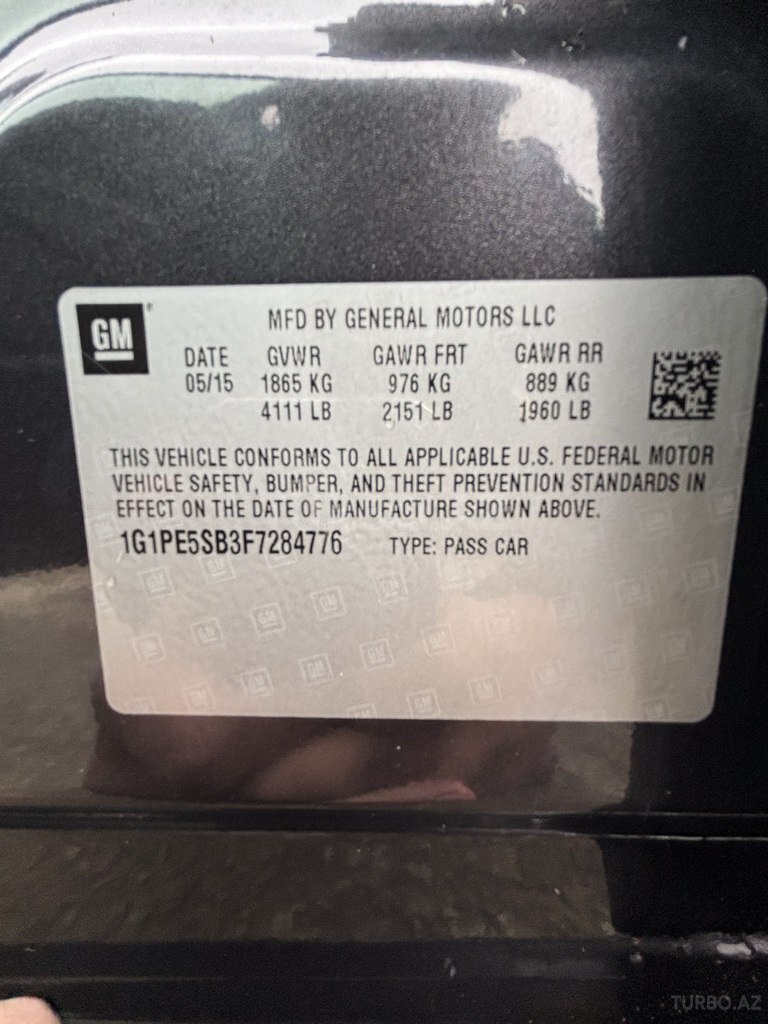 GM
MFD BY GENERAL MOTORS LLC
DATE GVWR GAWR FRT GAWR RR
05/15 1865 KG 976 KG 889 KG
4111 LB 2151 LB 1960 LB
THIS VEHICLE CONFORMS TO ALL APPLICABLE U.S. FEDERAL MOTOR
VEHICLE SAFETY, BUMPER, AND THEFT PREVENTION STANDARDS IN
EFFECT ON THE DATE OF MANUFACTURE SHOWN ABOVE.
1G1PE5SB3F7284776 TYPE: PASS CAR
TURBO.AZ